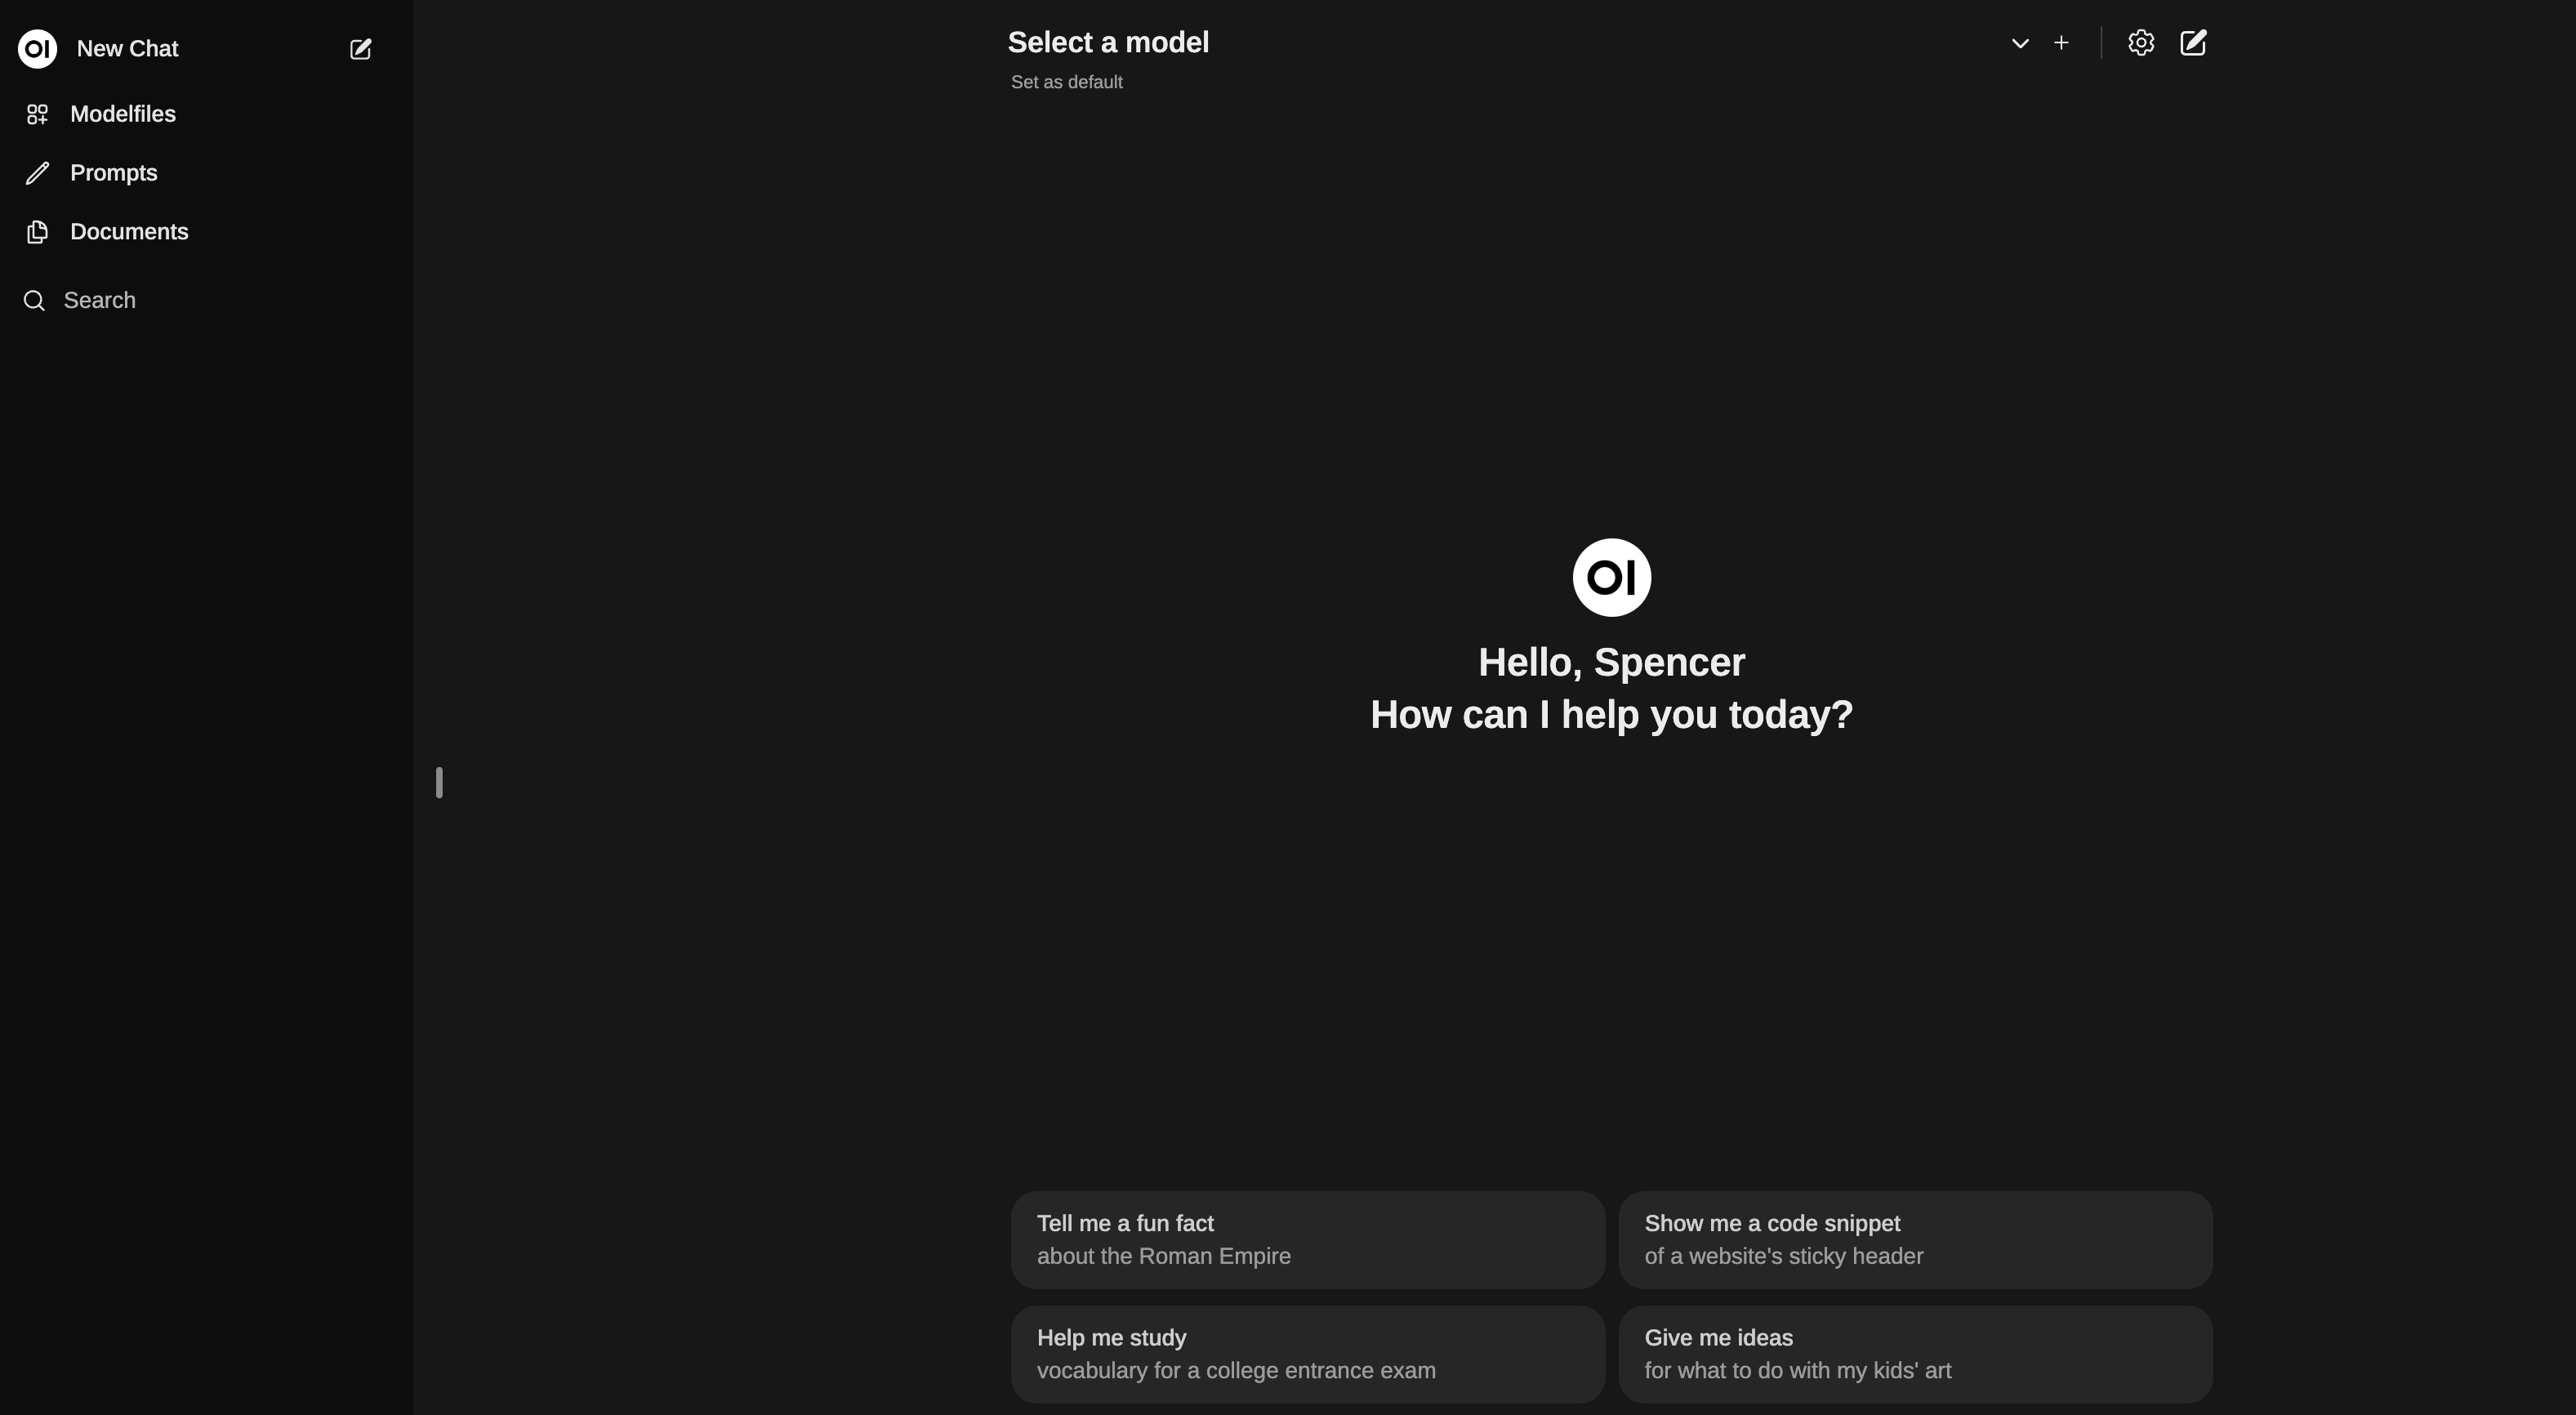 OI New Chat
Modelfiles
Prompts
Documents
Search
Select a model
Set as default
OI
Hello, Spencer
How can I help you today?
Tell me a fun fact
about the Roman Empire
Show me a code snippet
of a website's sticky header
Help me study
vocabulary for a college entrance exam
Give me ideas
for what to do with my kids' art